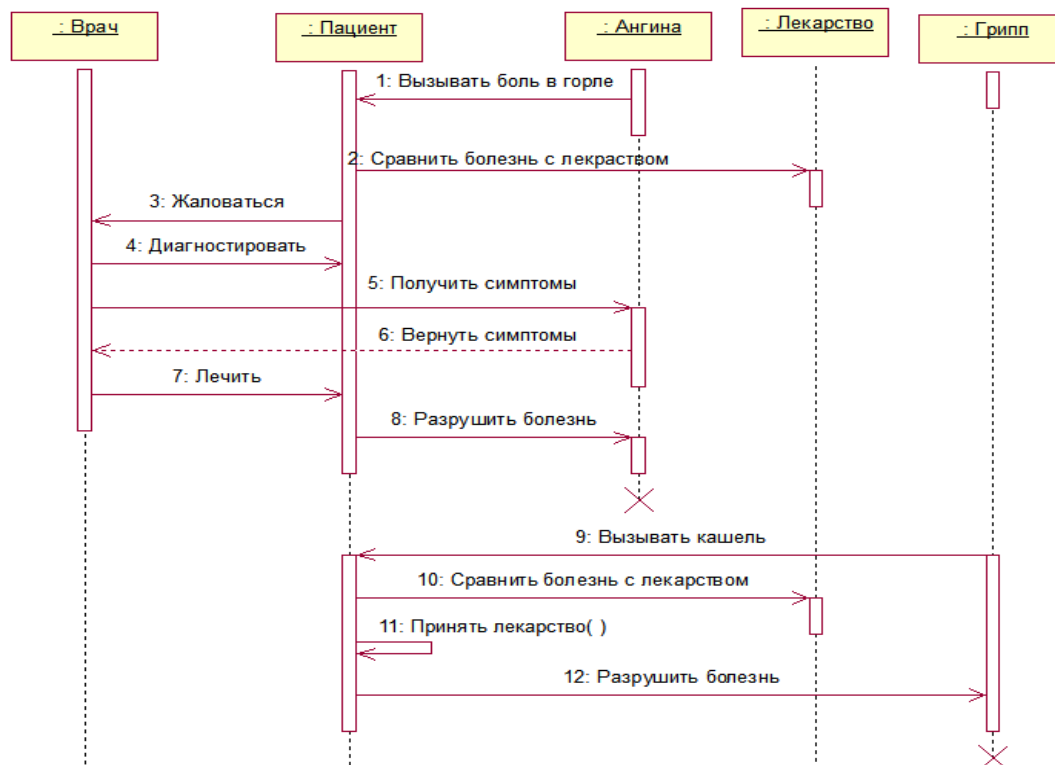 _: Врач
_: Пациент
_: Ангина
_: Лекарство
_: Грипп
1: Вызывать боль в горле
2: Сравнить болезнь с лекраством
3: Жаловаться
4: Диагностировать
5: Получить симптомы
6: Вернуть симптомы
7: Лечить
8: Разрушить болезнь
9: Вызывать кашель
10: Сравнить болезнь с лекарством
11: Принять лекарство( )
12: Разрушить болезнь